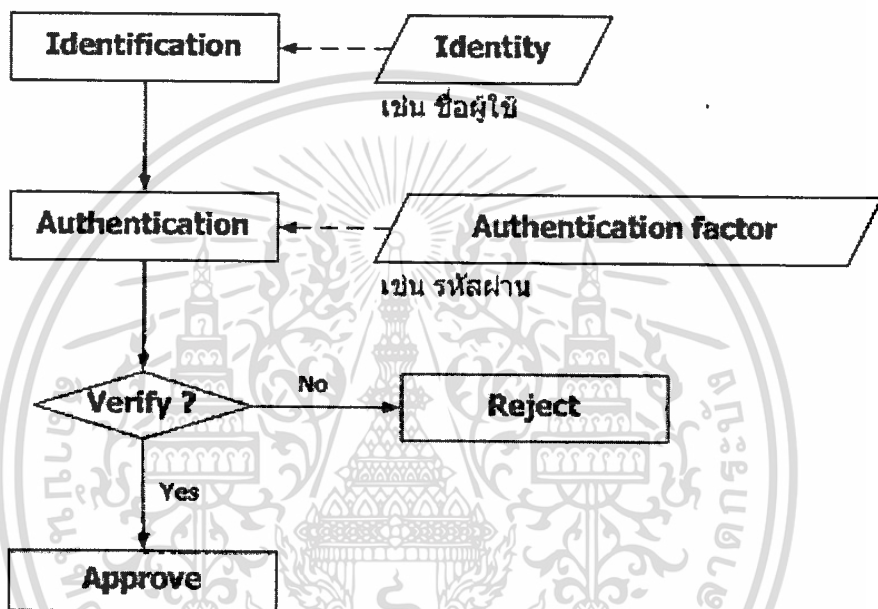 Identification
Identity
เช่น ชื่อผู้ใช้
Authentication
Authentication factor
เช่น รหัสผ่าน
Verify ?
No
Reject
Yes
Approve